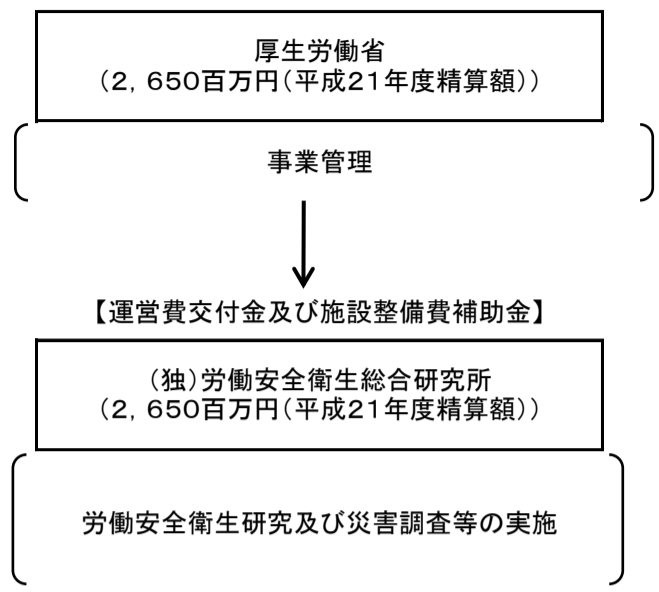 厚生労働省
（２，６５０百万円（平成２１年度精算額））
事業管理
【運営費交付金及び施設整備費補助金】
（独）労働安全衛生総合研究所
（２，６５０百万円（平成２１年度精算額））
労働安全衛生研究及び災害調査等の実施